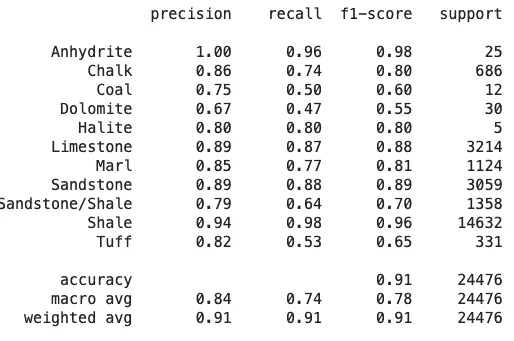 precision recall f1-score support
Anhydrite 1.00 0.96 0.98 25
Chalk 0.86 0.74 0.80 686
Coal 0.75 0.50 0.60 12
Dolomite 0.67 0.47 0.55 30
Halite 0.80 0.80 0.80 5
Limestone 0.89 0.87 0.88 3214
Marl 0.85 0.77 0.81 1124
Sandstone 0.89 0.88 0.89 3059
Sandstone/Shale 0.79 0.64 0.70 1358
Shale 0.94 0.98 0.96 14632
Tuff 0.82 0.53 0.65 331
accuracy 0.91 24476
macro avg 0.84 0.74 0.78 24476
weighted avg 0.91 0.91 0.91 24476